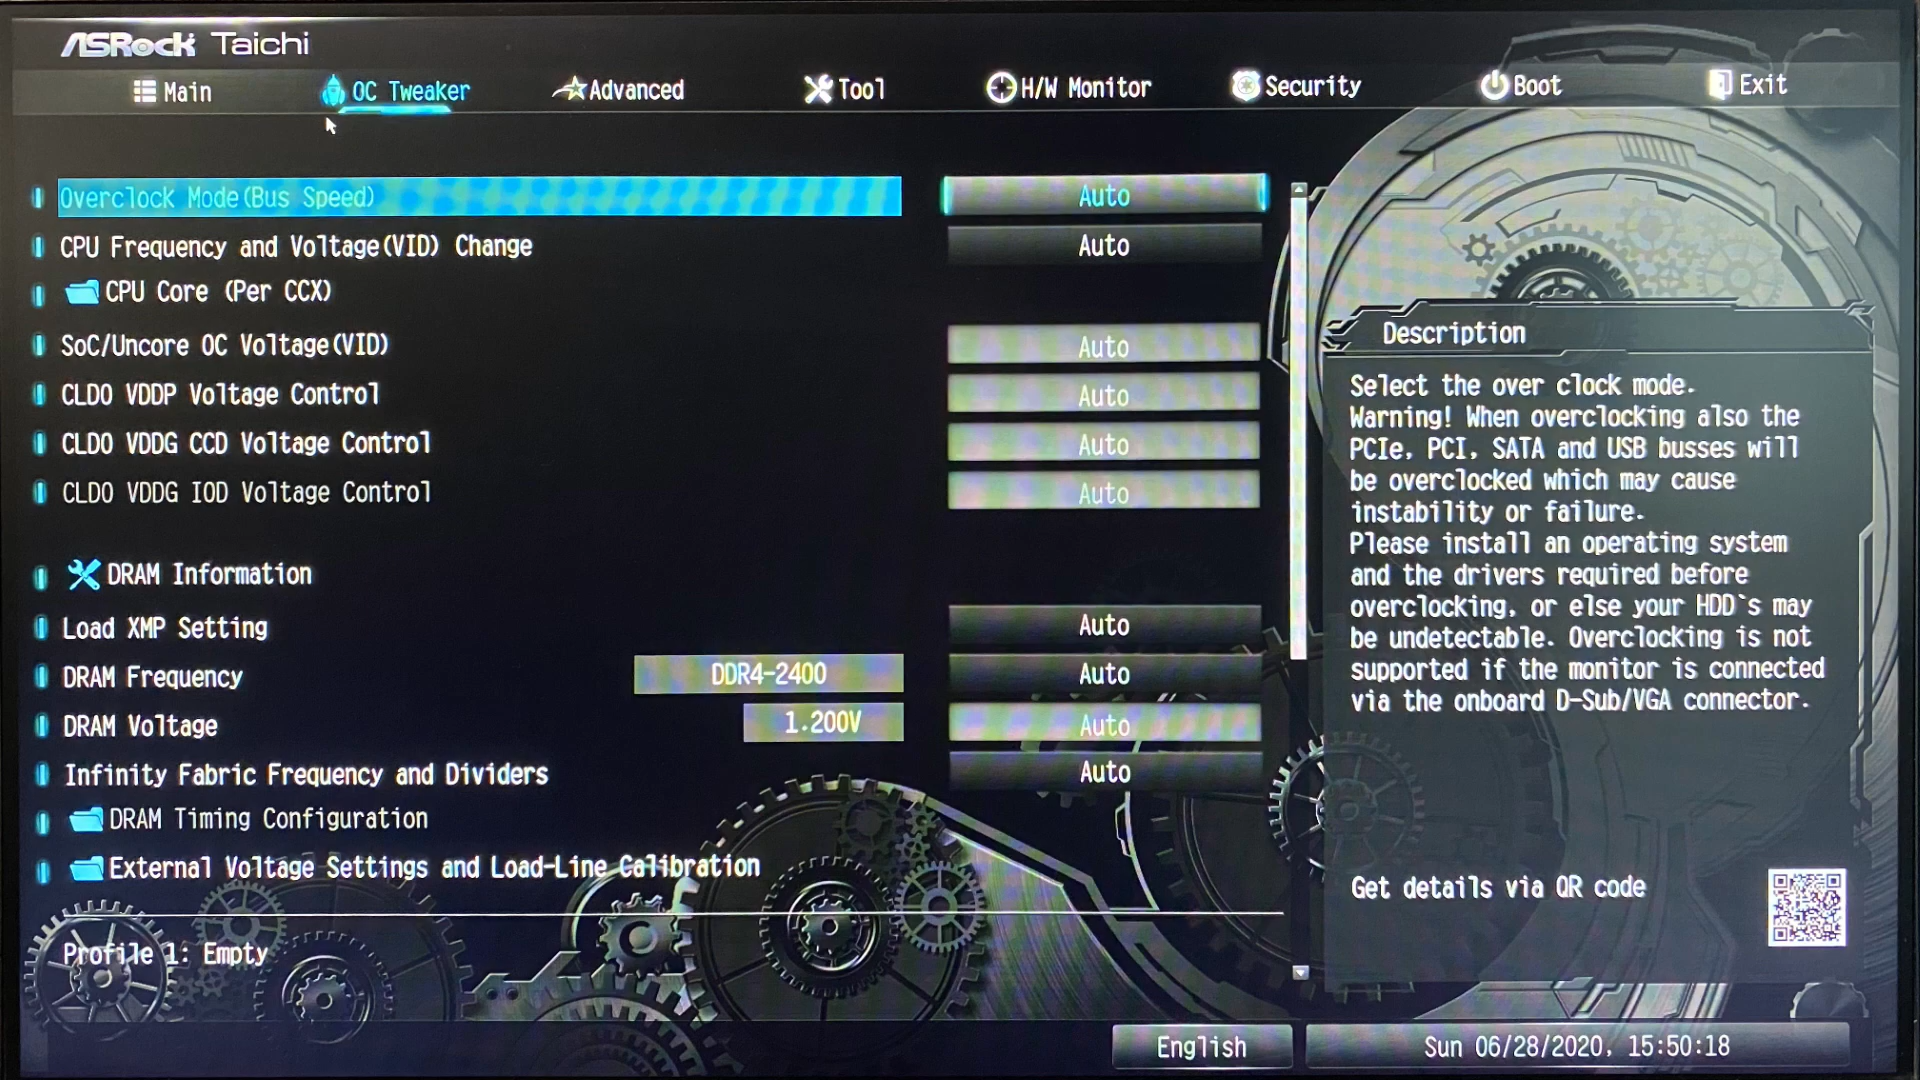 ASRock Taichi
Main OC Tweaker Advanced Tool H/W Monitor Security Boot Exit
Overclock Mode(Bus Speed) Auto
CPU Frequency and Voltage(VID) Change Auto
CPU Core (Per CCX)
SoC/Uncore OC Voltage(VID) Auto
CLDO VDDP Voltage Control Auto
CLDO VDDG CCD Voltage Control Auto
CLDO VDDG IOD Voltage Control Auto
DRAM Information
Load XMP Setting Auto
DRAM Frequency DDR4-2400 Auto
DRAM Voltage 1.200V Auto
Infinity Fabric Frequency and Dividers Auto
DRAM Timing Configuration
External Voltage Settings and Load-Line Calibration
Profile 1: Empty
Description
Select the over clock mode.
Warning! When overclocking also the
PCIe, PCI, SATA and USB busses will
be overclocked which may cause
instability or failure.
Please install an operating system
and the drivers required before
overclocking, or else your HDD`s may
be undetectable. Overclocking is not
supported if the monitor is connected
via the onboard D-Sub/VGA connector.
Get details via QR code
English Sun 06/28/2020, 15:50:18